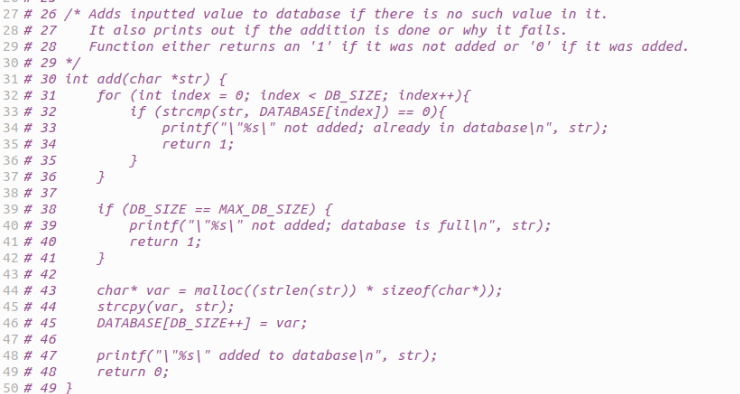 27 # 26 /* Adds inputted value to database if there is no such value in it.
28 # 27    It also prints out if the addition is done or why it fails.
29 # 28    Function either returns an '1' if it was not added or '0' if it was added.
30 # 29 */
31 # 30 int add(char *str) {
32 # 31     for (int index = 0; index < DB_SIZE; index++){
33 # 32         if (strcmp(str, DATABASE[index]) == 0){
34 # 33             printf("\"%s\" not added; already in database\n", str);
35 # 34             return 1;
36 # 35         }
37 # 36     }
38 # 37
39 # 38     if (DB_SIZE == MAX_DB_SIZE) {
40 # 39         printf("\"%s\" not added; database is full\n", str);
41 # 40         return 1;
42 # 41     }
43 # 42
44 # 43     char* var = malloc((strlen(str)) * sizeof(char*));
45 # 44     strcpy(var, str);
46 # 45     DATABASE[DB_SIZE++] = var;
47 # 46
48 # 47     printf("\"%s\" added to database\n", str);
49 # 48     return 0;
50 # 49 }